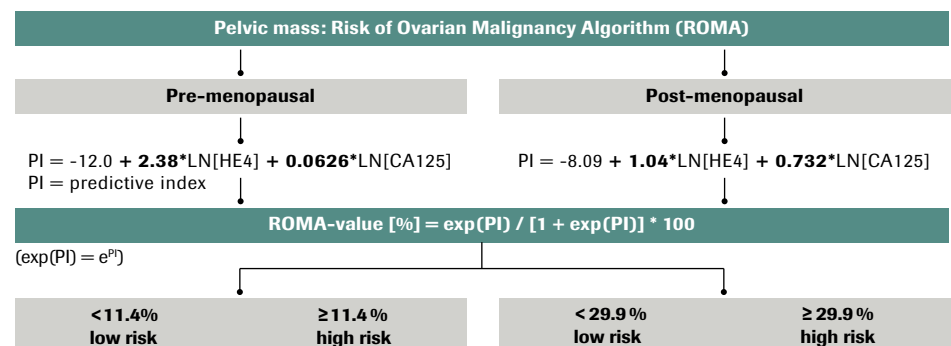 Pelvic mass: Risk of Ovarian Malignancy Algorithm (ROMA)
Pre-menopausal
Post-menopausal
PI = -12.0 + 2.38*LN[HE4] + 0.0626*LN[CA125]
PI = predictive index
PI = -8.09 + 1.04*LN[HE4] + 0.732*LN[CA125]
ROMA-value [%] = exp(PI) / [1 + exp(PI)] * 100
(exp(PI) = e^PI)
<11.4%
low risk
≥11.4%
high risk
<29.9%
low risk
≥29.9%
high risk